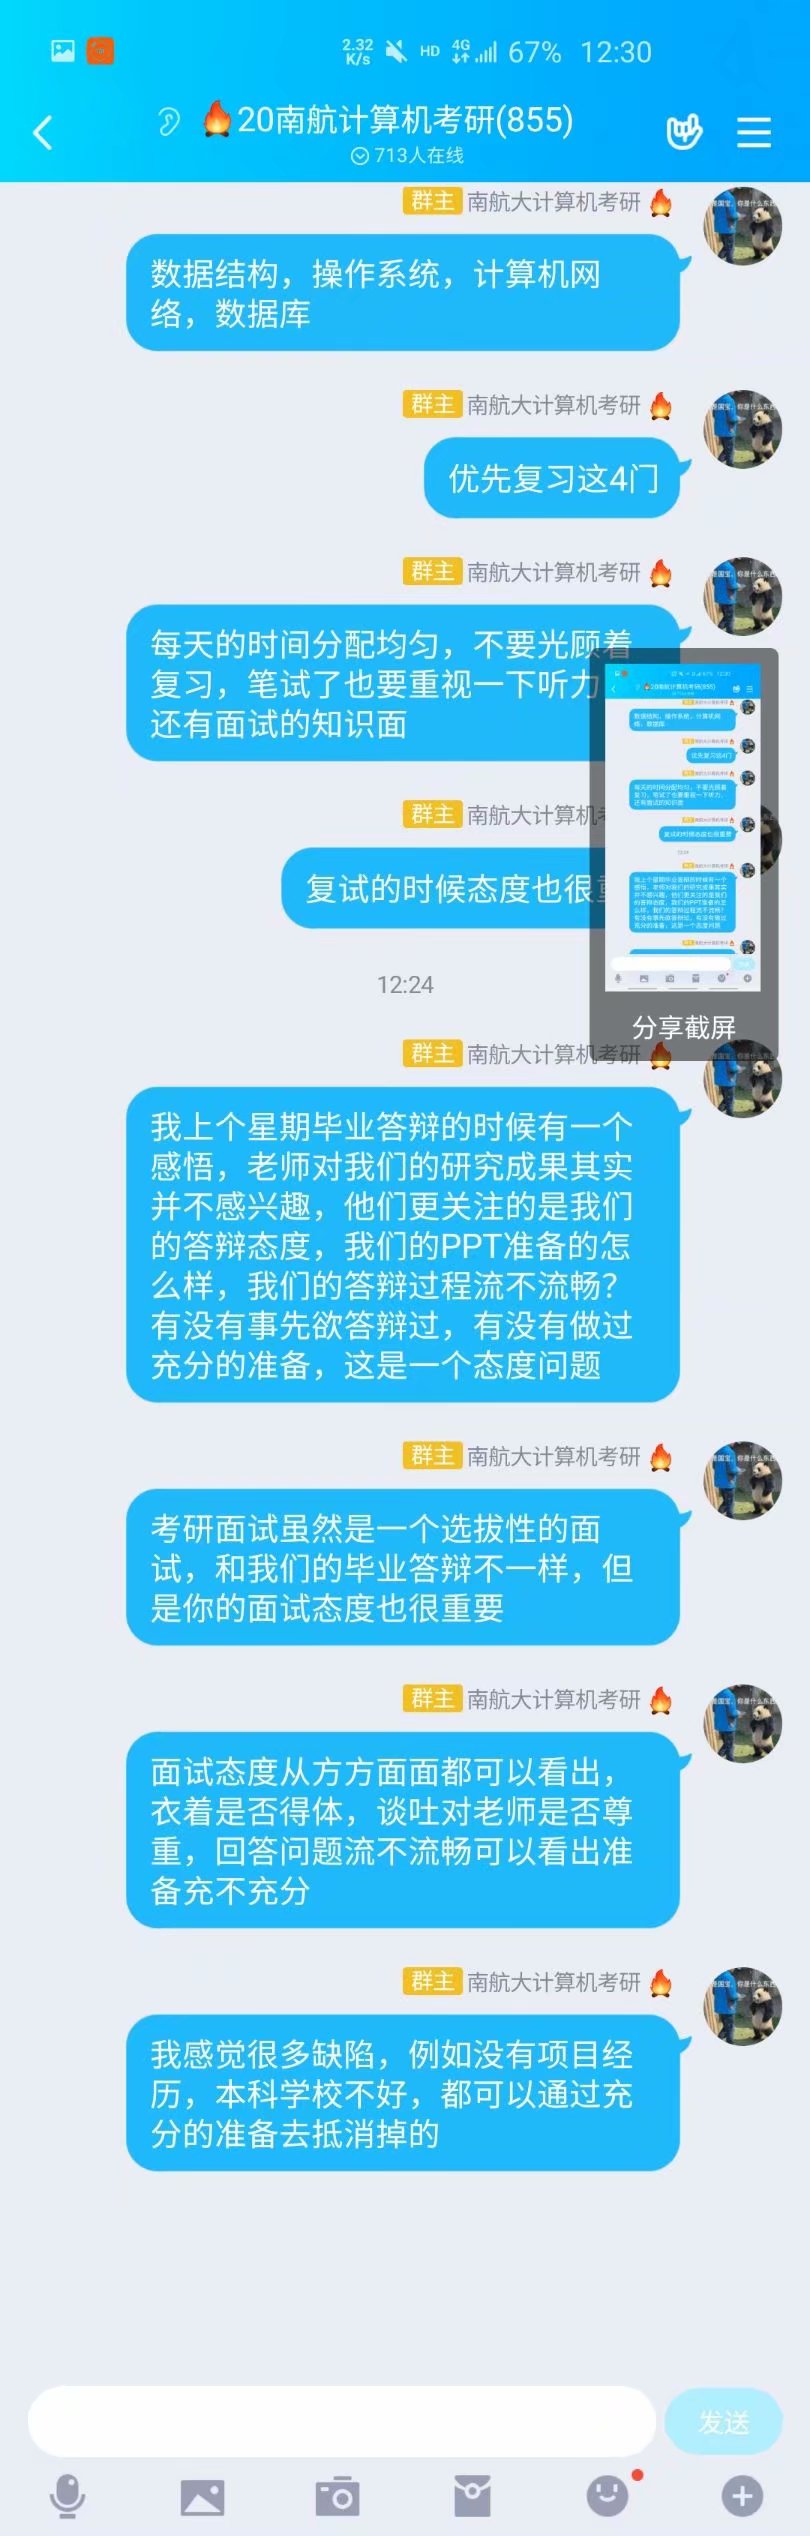 2.32
K/s
HD
4G
67%
12:30
🔥20南航计算机考研(855)
713人在线
群主 南航大计算机考研🔥
数据结构，操作系统，计算机网
络，数据库
群主 南航大计算机考研🔥
优先复习这4门
群主 南航大计算机考研🔥
每天的时间分配均匀，不要光顾着
复习，笔试了也要重视一下听力
还有面试的知识面
群主 南航大计算机
复试的时候态度也很
分享截屏
12:24
群主 南航大计算机考研🔥
我上个星期毕业答辩的时候有一个
感悟，老师对我们的研究成果其实
并不感兴趣，他们更关注的是我们
的答辩态度，我们的PPT准备的怎
么样，我们的答辩过程流不流畅？
有没有事先欲答辩过，有没有做过
充分的准备，这是一个态度问题
群主 南航大计算机考研🔥
考研面试虽然是一个选拔性的面
试，和我们的毕业答辩不一样，但
是你的面试态度也很重要
群主 南航大计算机考研🔥
面试态度从方方面面都可以看出，
衣着是否得体，谈吐对老师是否尊
重，回答问题流不流畅可以看出准
备充不充分
群主 南航大计算机考研🔥
我感觉很多缺陷，例如没有项目经
历，本科学校不好，都可以通过充
分的准备去抵消掉的
发送